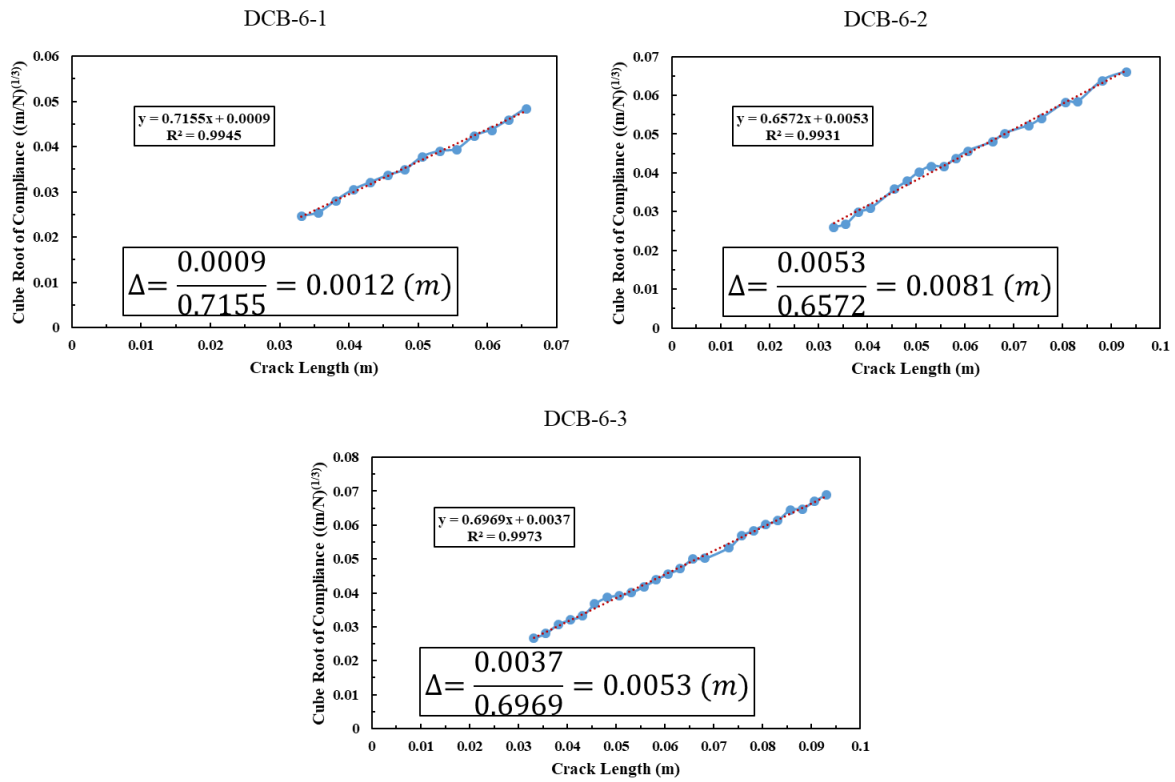 DCB-6-1
Cube Root of Compliance ((m/N)^(1/3))
0.06
0.05
0.04
0.03
0.02
0.01
0
y = 0.7155x + 0.0009
R² = 0.9945
Δ= 0.0009/0.7155 = 0.0012 (m)
0 0.01 0.02 0.03 0.04 0.05 0.06 0.07
Crack Length (m)
DCB-6-2
Cube Root of Compliance ((m/N)^(1/3))
0.07
0.06
0.05
0.04
0.03
0.02
0.01
0
y = 0.6572x + 0.0053
R² = 0.9931
Δ= 0.0053/0.6572 = 0.0081 (m)
0 0.01 0.02 0.03 0.04 0.05 0.06 0.07 0.08 0.09 0.1
Crack Length (m)
DCB-6-3
Cube Root of Compliance ((m/N)^(1/3))
0.08
0.07
0.06
0.05
0.04
0.03
0.02
0.01
0
y = 0.6969x + 0.0037
R² = 0.9973
Δ= 0.0037/0.6969 = 0.0053 (m)
0 0.01 0.02 0.03 0.04 0.05 0.06 0.07 0.08 0.09 0.1
Crack Length (m)